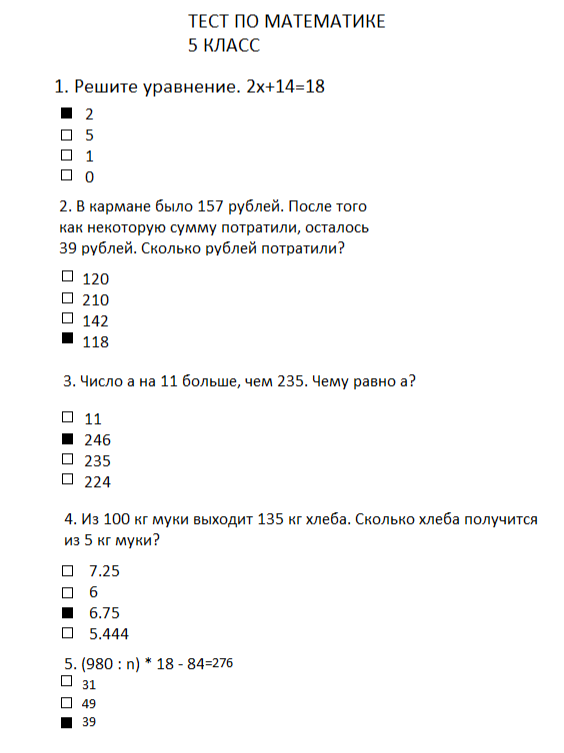 ТЕСТ ПО МАТЕМАТИКЕ
5 КЛАСС
1. Решите уравнение. 2x+14=18
2
5
1
0
2. В кармане было 157 рублей. После того
как некоторую сумму потратили, осталось
39 рублей. Сколько рублей потратили?
120
210
142
118
3. Число а на 11 больше, чем 235. Чему равно а?
11
246
235
224
4. Из 100 кг муки выходит 135 кг хлеба. Сколько хлеба получится
из 5 кг муки?
7.25
6
6.75
5.444
5. (980 : n) * 18 - 84=276
31
49
39